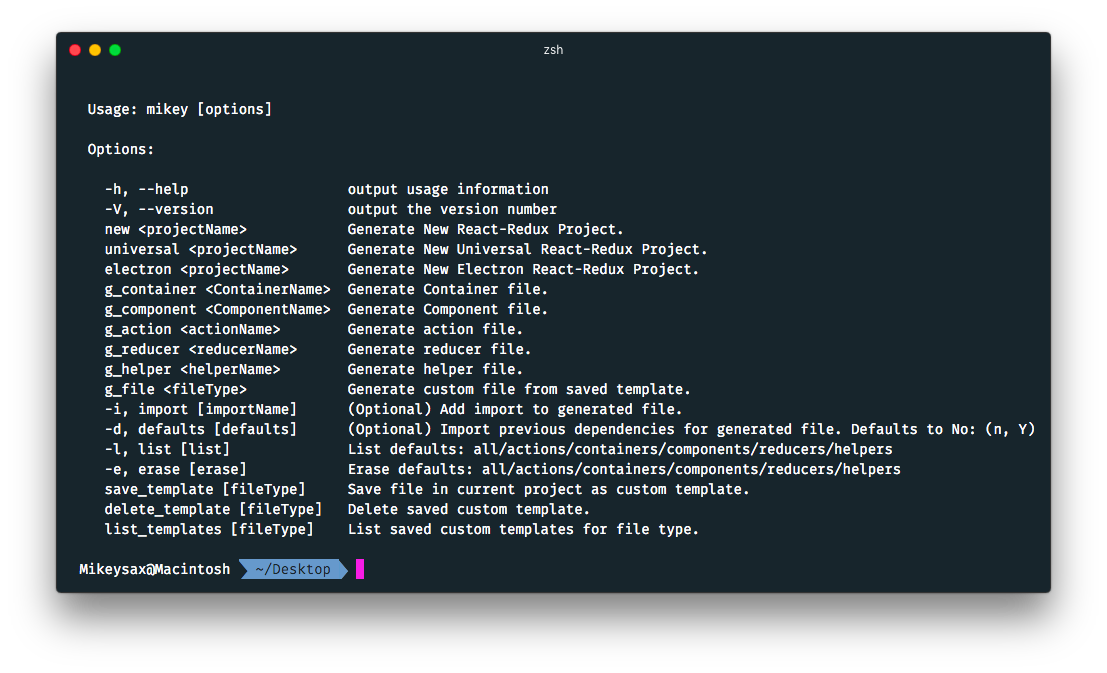 zsh
Usage: mikey [options]
Options:
-h, --help output usage information
-V, --version output the version number
new <projectName> Generate New React-Redux Project.
universal <projectName> Generate New Universal React-Redux Project.
electron <projectName> Generate New Electron React-Redux Project.
g_container <ContainerName> Generate Container file.
g_component <ComponentName> Generate Component file.
g_action <actionName> Generate action file.
g_reducer <reducerName> Generate reducer file.
g_helper <helperName> Generate helper file.
g_file <fileType> Generate custom file from saved template.
-i, import [importName] (Optional) Add import to generated file.
-d, defaults [defaults] (Optional) Import previous dependencies for generated file. Defaults to No: (n, Y)
-l, list [list] List defaults: all/actions/containers/components/reducers/helpers
-e, erase [erase] Erase defaults: all/actions/containers/components/reducers/helpers
save_template [fileType] Save file in current project as custom template.
delete_template [fileType] Delete saved custom template.
list_templates [fileType] List saved custom templates for file type.
Mikeysax@Macintosh ~/Desktop